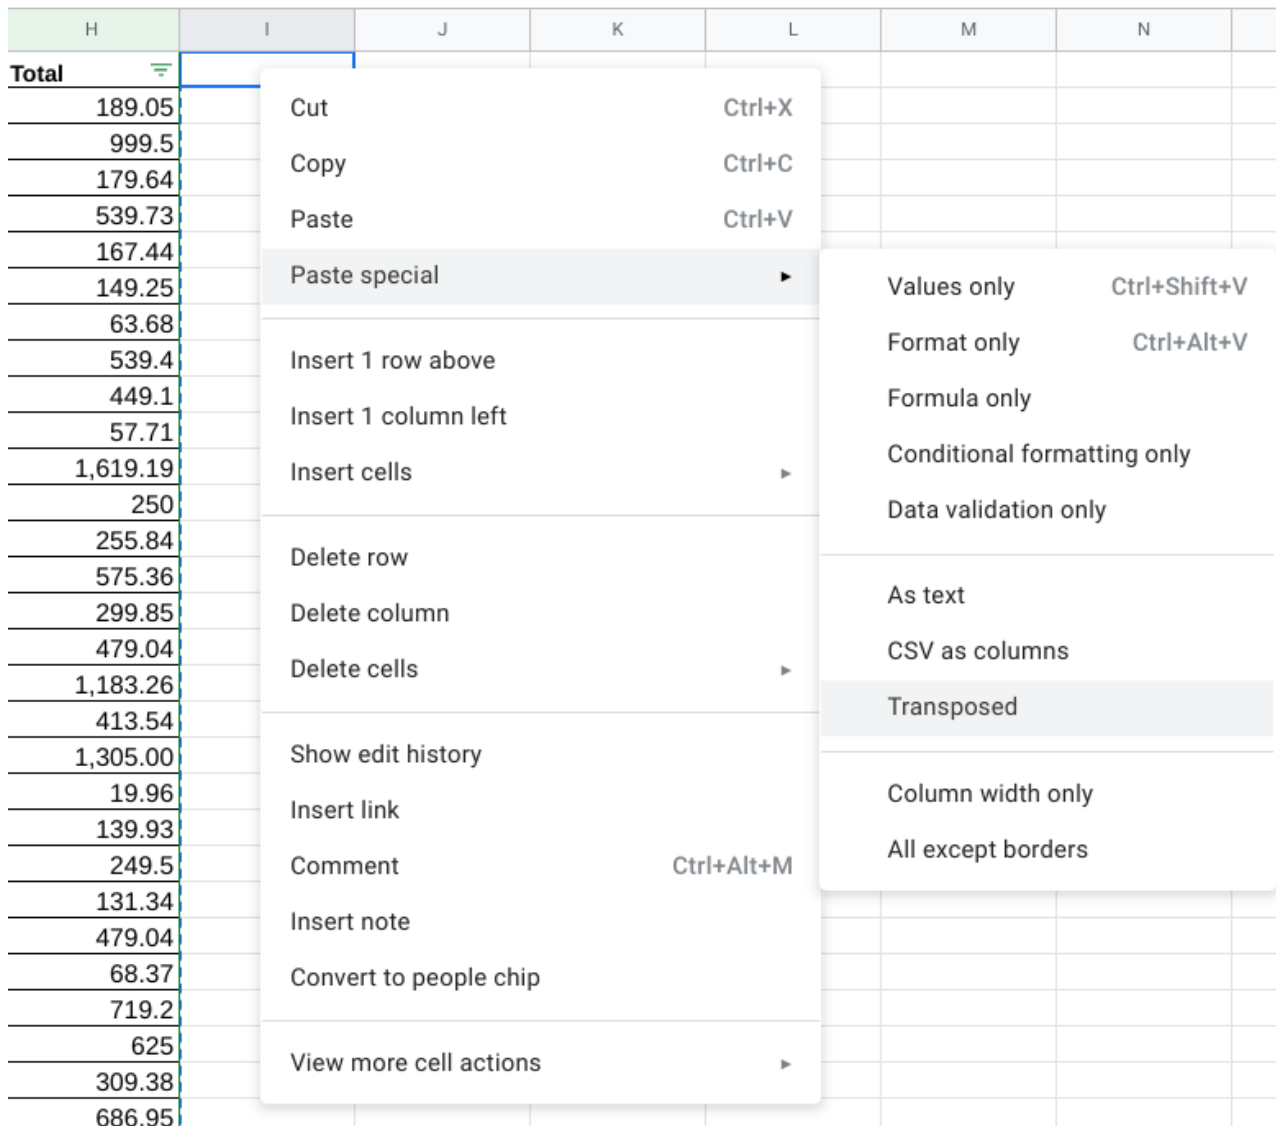 H I J K L M N
Total
189.05
999.5
179.64
539.73
167.44
149.25
63.68
539.4
449.1
57.71
1,619.19
250
255.84
575.36
299.85
479.04
1,183.26
413.54
1,305.00
19.96
139.93
249.5
131.34
479.04
68.37
719.2
625
309.38
686.95
Cut Ctrl+X
Copy Ctrl+C
Paste Ctrl+V
Paste special
Insert 1 row above
Insert 1 column left
Insert cells
Delete row
Delete column
Delete cells
Show edit history
Insert link
Comment Ctrl+Alt+M
Insert note
Convert to people chip
View more cell actions
Values only Ctrl+Shift+V
Format only Ctrl+Alt+V
Formula only
Conditional formatting only
Data validation only
As text
CSV as columns
Transposed
Column width only
All except borders